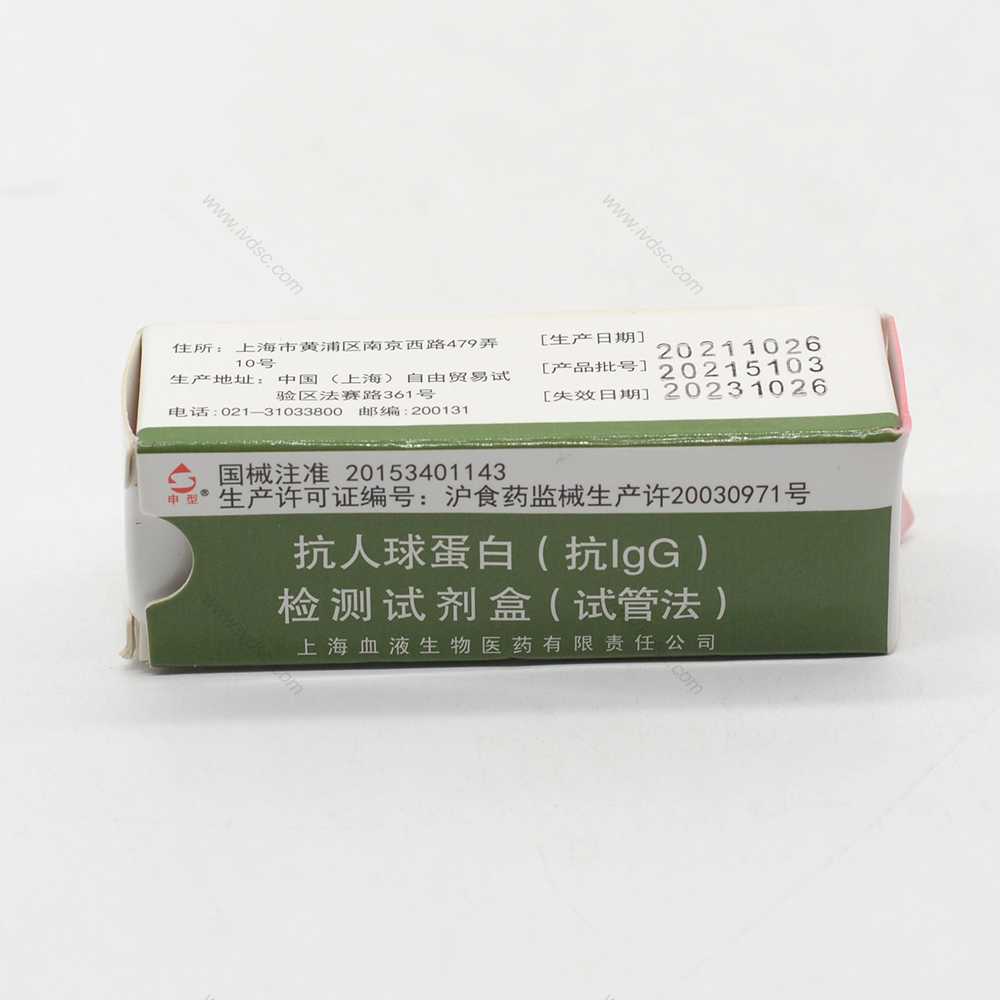 www.ivdsc.com
www.ivdsc.com
住所：上海市黄浦区南京西路479弄
10号
生产地址：中国（上海）自由贸易试
验区法赛路361号
电话:021—31033800 邮编:200131
[生产日期] 20211026
[产品批号] 20215103
[失效日期] 20231026
申型®
国械注准 20153401143
生产许可证编号：沪食药监械生产许20030971号
抗人球蛋白（抗IgG）
检测试剂盒（试管法）
上海血液生物医药有限责任公司
www.ivdsc.com
www.ivdsc.com